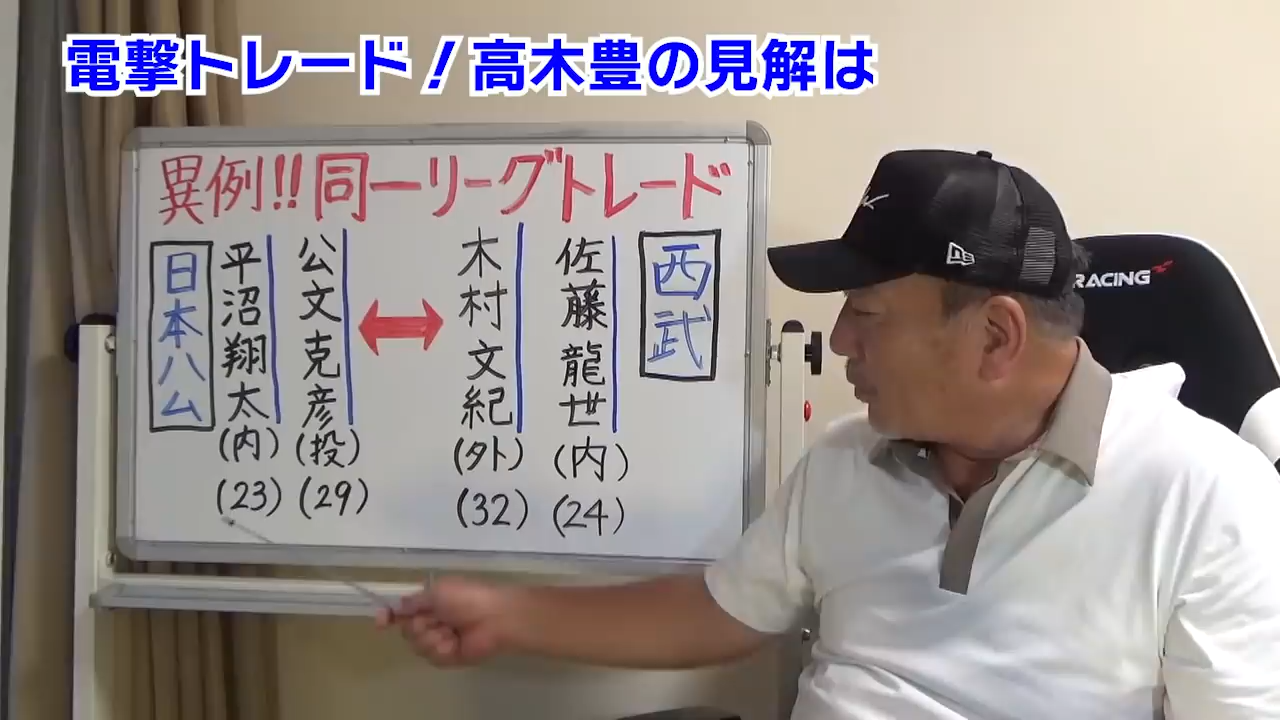 電撃トレード!高木豊の見解は
異例!!同一リーグトレード
西武
佐藤龍世
(内)
(24)
木村文紀
(外)
(32)
公文克彦
(投)
(29)
平沼翔太
(内)
(23)
日本ハム
RACING